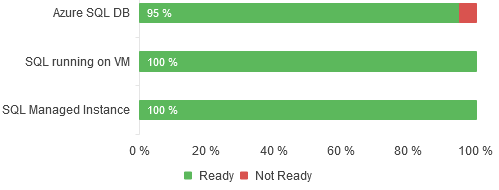 Azure SQL DB 95 %
SQL running on VM 100 %
SQL Managed Instance 100 %
0 % 20 % 40 % 60 % 80 % 100 %
Ready Not Ready